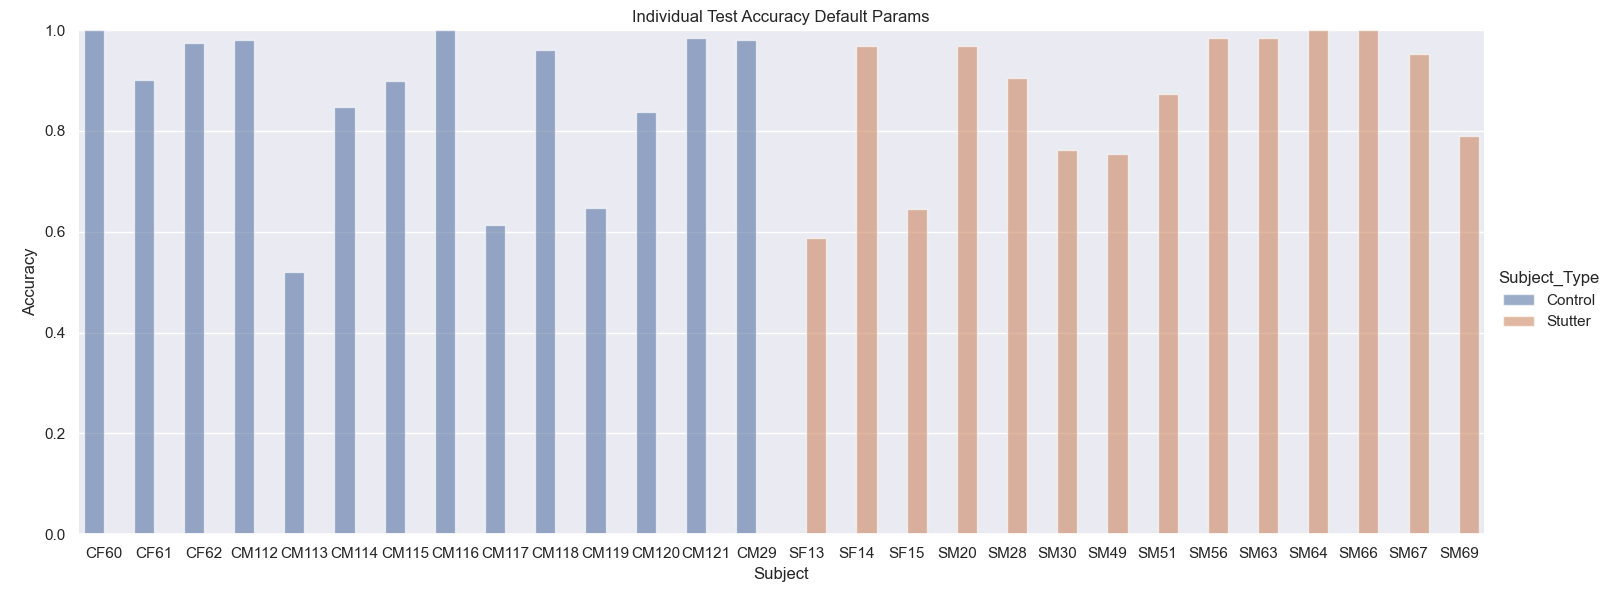 Individual Test Accuracy Default Params
1.0
0.8
0.6
0.4
0.2
0.0
Accuracy
CF60 CF61 CF62 CM112 CM113 CM114 CM115 CM116 CM117 CM118 CM119 CM120 CM121 CM29 SF13 SF14 SF15 SM20 SM28 SM30 SM49 SM51 SM56 SM63 SM64 SM66 SM67 SM69
Subject
Subject_Type
Control
Stutter